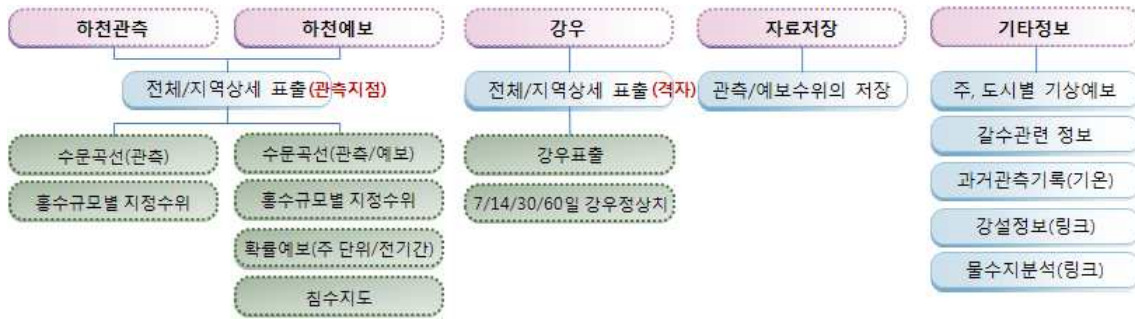 하천관측
하천예보
강우
자료저장
기타정보
전체/지역상세 표출(관측지점)
전체/지역상세 표출(격자)
관측/예보수위의 저장
주, 도시별 기상예보
수문곡선(관측)
홍수규모별 지정수위
수문곡선(관측/예보)
홍수규모별 지정수위
확률예보(주 단위/전기간)
침수지도
강우표출
7/14/30/60일 강우정상치
갈수관련 정보
과거관측기록(기온)
강설정보(링크)
물수지분석(링크)